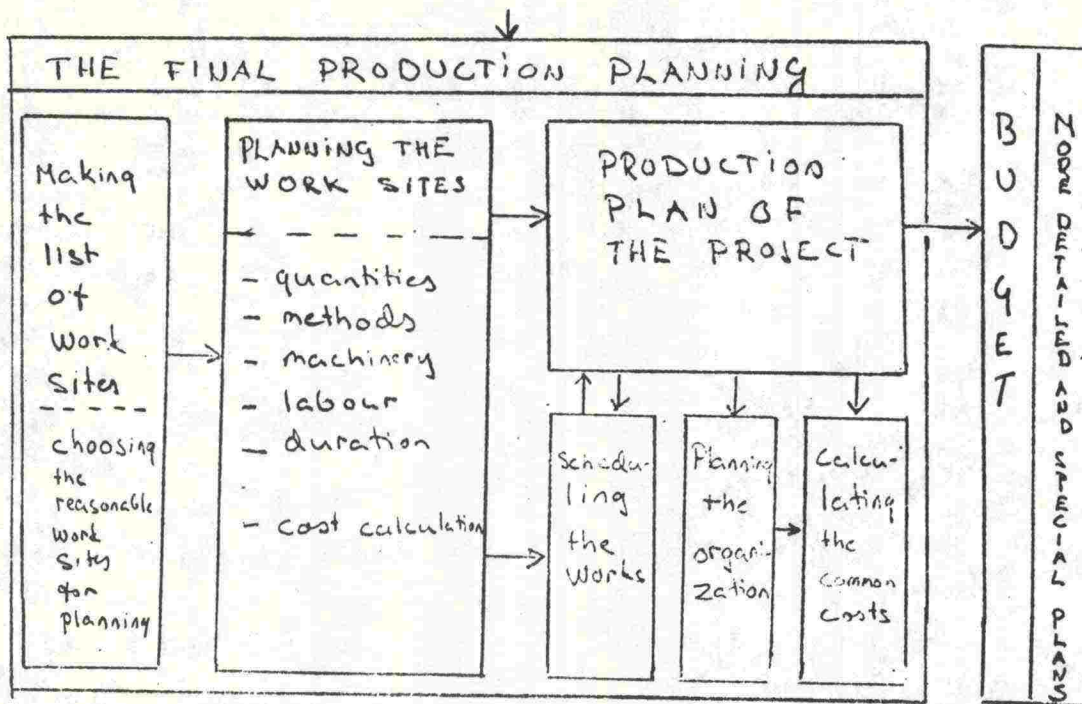 THE FINAL PRODUCTION PLANNING
Making
the
list
of
work
sites
choosing
the
reasonable
work
sites
for
planning
PLANNING THE
WORK SITES
- quantities
- methods
- machinery
- labour
- duration
- cost calculation
PRODUCTION
PLAN OF
THE PROJECT
Schedu-
ling
the
works
Planning
the
organi-
zation
Calcu-
lating
the
common
costs
BUDGET
MORE DETAILED AND SPECIAL PLANS